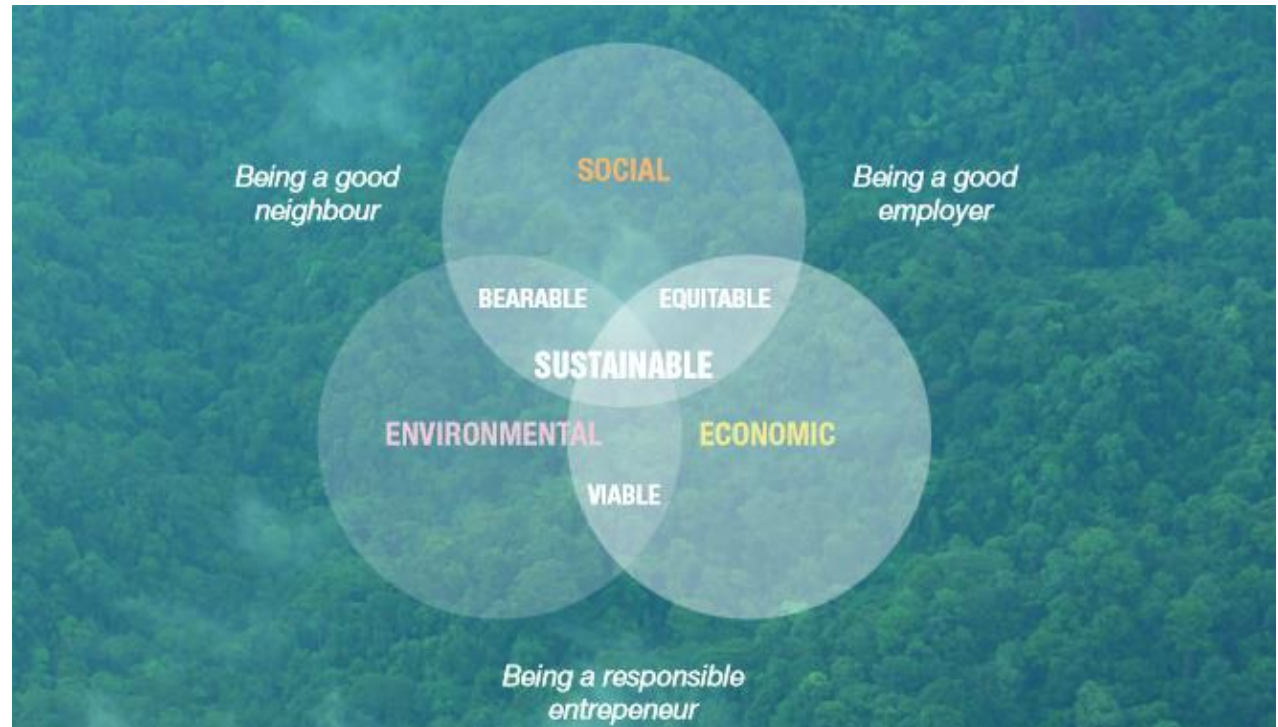 SOCIAL
Being a good
neighbour
Being a good
employer
BEARABLE
EQUITABLE
SUSTAINABLE
ENVIRONMENTAL
ECONOMIC
VIABLE
Being a responsible
entrepeneur